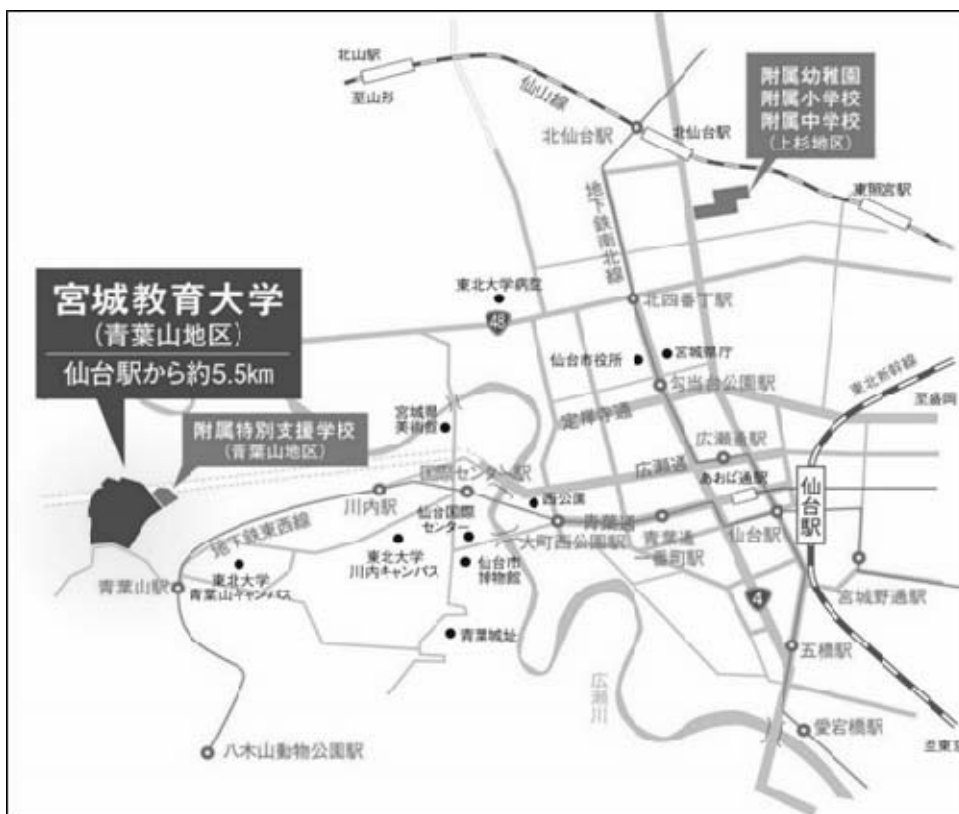 北山駅
至山形
仙山線
北仙台駅
北仙台駅
附属幼稚園
附属小学校
附属中学校
(上杉地区)
東照宮駅
地下鉄南北線
宮城教育大学
(青葉山地区)
仙台駅から約5.5km
東北大学病院
48
北四番丁駅
仙台市役所
宮城県庁
勾当台公園駅
東北新幹線
至盛岡
定禅寺通
宮城県
美術館
附属特別支援学校
(青葉山地区)
広瀬通
広瀬通駅
あおば通駅
国際センター駅
川内駅
西公園
仙台駅
青葉通
大町西公園駅
青葉通
一番町駅
仙台駅
仙台国際
センター
地下鉄東西線
東北大学
川内キャンパス
仙台市
博物館
青葉山駅
東北大学
青葉山キャンパス
4
宮城野通駅
青葉城址
五橋駅
広瀬川
愛宕橋駅
八木山動物公園駅
至東京